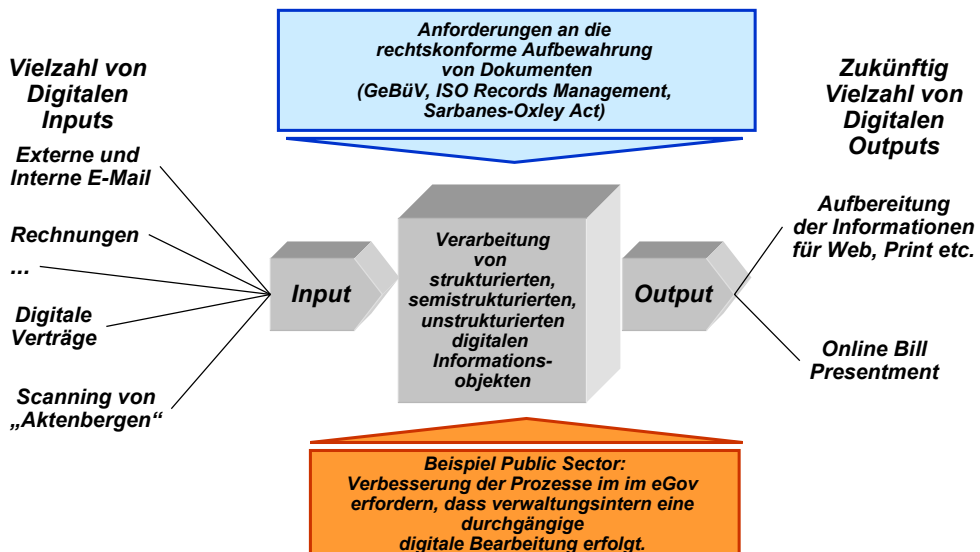 Anforderungen an die
rechtskonforme Aufbewahrung
von Dokumenten
(GeBüV, ISO Records Management,
Sarbanes-Oxley Act)
Vielzahl von
Digitalen
Inputs
Externe und
Interne E-Mail
Rechnungen
...
Digitale
Verträge
Scanning von
„Aktenbergen“
Input
Verarbeitung
von
strukturierten,
semistrukturierten,
unstrukturierten
digitalen
Informations-
objekten
Output
Zukünftig
Vielzahl von
Digitalen
Outputs
Aufbereitung
der Informationen
für Web, Print etc.
Online Bill
Presentment
Beispiel Public Sector:
Verbesserung der Prozesse im im eGov
erfordern, dass verwaltungsintern eine
durchgängige
digitale Bearbeitung erfolgt.